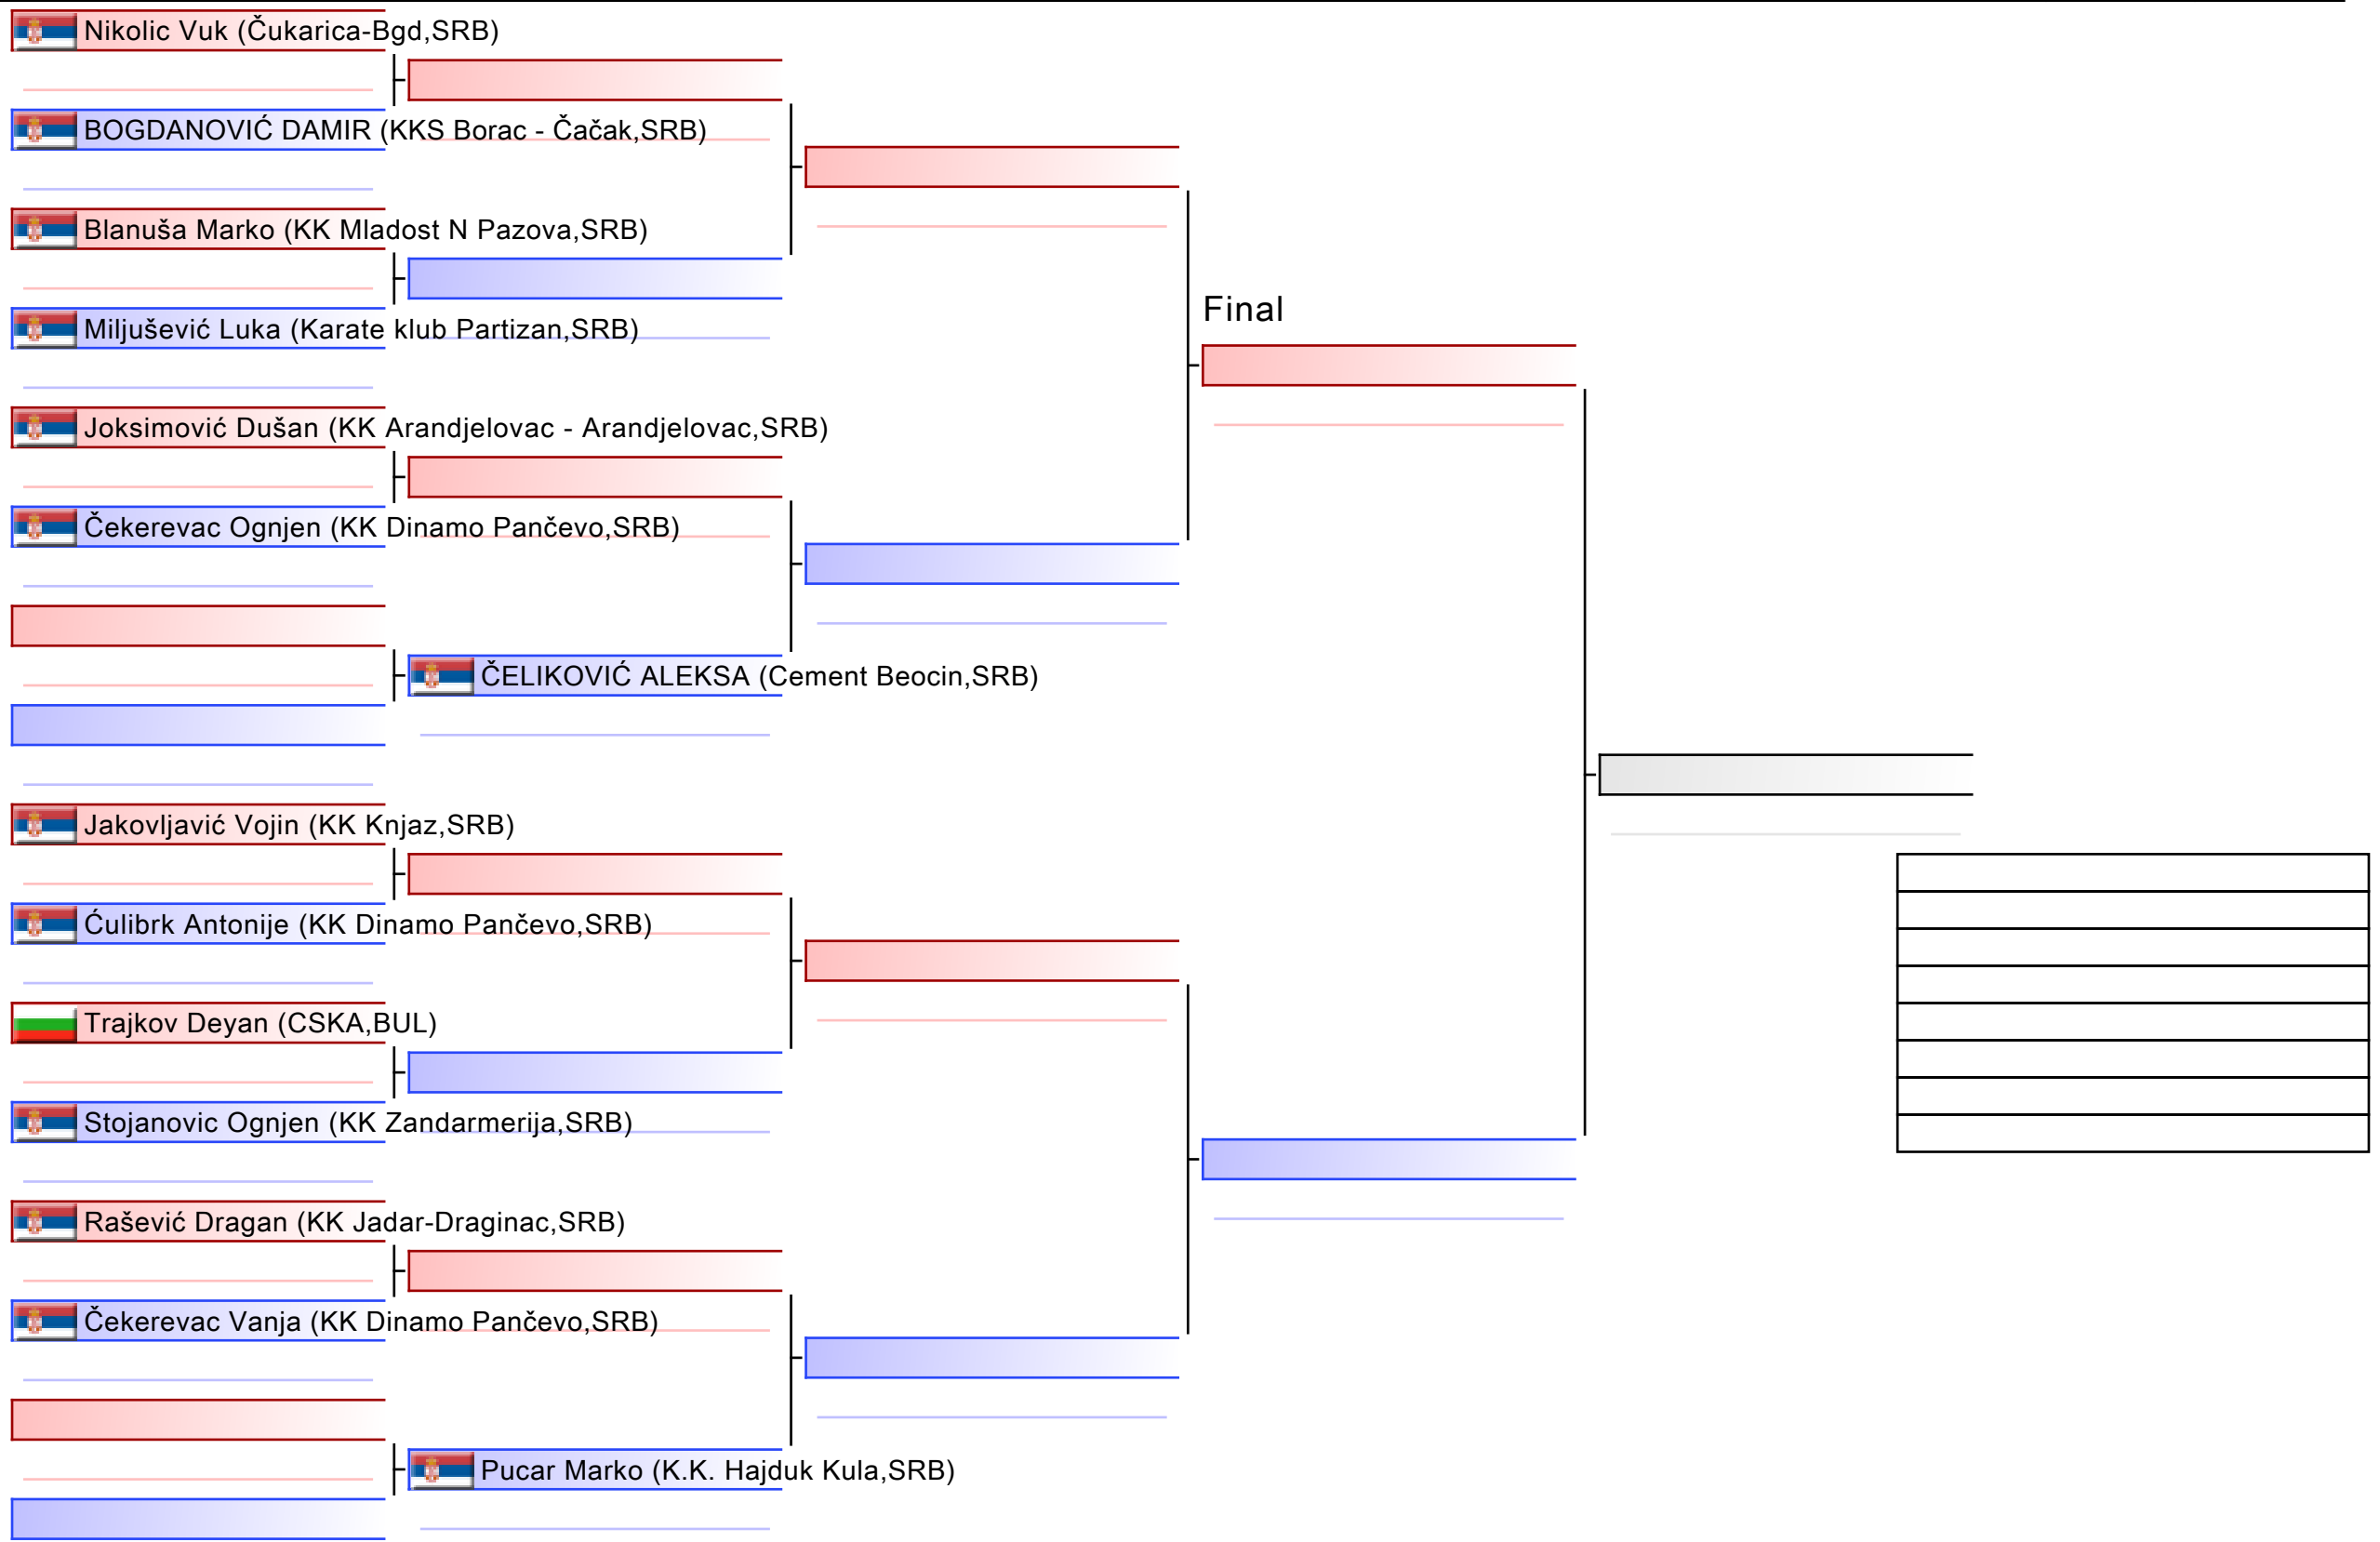 Nikolic Vuk (Čukarica-Bgd,SRB)
BOGDANOVIĆ DAMIR (KKS Borac - Čačak,SRB)
Blanuša Marko (KK Mladost N Pazova,SRB)
Miljušević Luka (Karate klub Partizan,SRB)
Joksimović Dušan (KK Arandjelovac - Arandjelovac,SRB)
Čekerevac Ognjen (KK Dinamo Pančevo,SRB)
ČELIKOVIĆ ALEKSA (Cement Beocin,SRB)
Jakovljavić Vojin (KK Knjaz,SRB)
Ćulibrk Antonije (KK Dinamo Pančevo,SRB)
Trajkov Deyan (CSKA,BUL)
Stojanovic Ognjen (KK Zandarmerija,SRB)
Rašević Dragan (KK Jadar-Draginac,SRB)
Čekerevac Vanja (KK Dinamo Pančevo,SRB)
Pucar Marko (K.K. Hajduk Kula,SRB)
Final